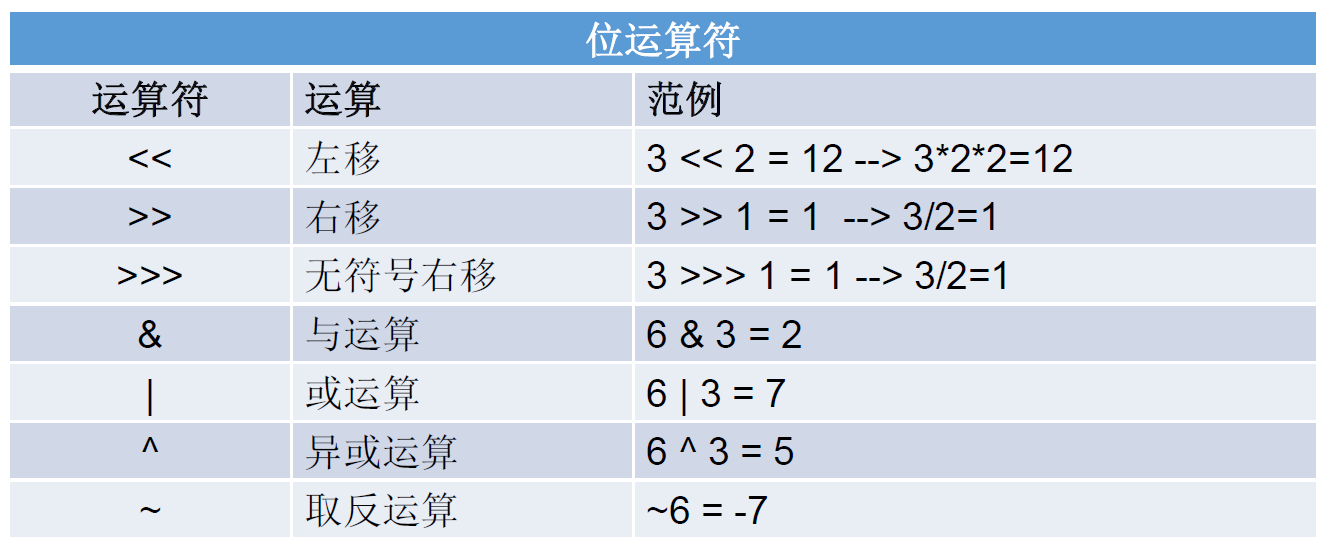 位运算符
运算符 运算 范例
<< 左移 3 << 2 = 12 --> 3*2*2=12
>> 右移 3 >> 1 = 1 --> 3/2=1
>>> 无符号右移 3 >>> 1 = 1 --> 3/2=1
& 与运算 6 & 3 = 2
| 或运算 6 | 3 = 7
^ 异或运算 6 ^ 3 = 5
~ 取反运算 ~6 = -7